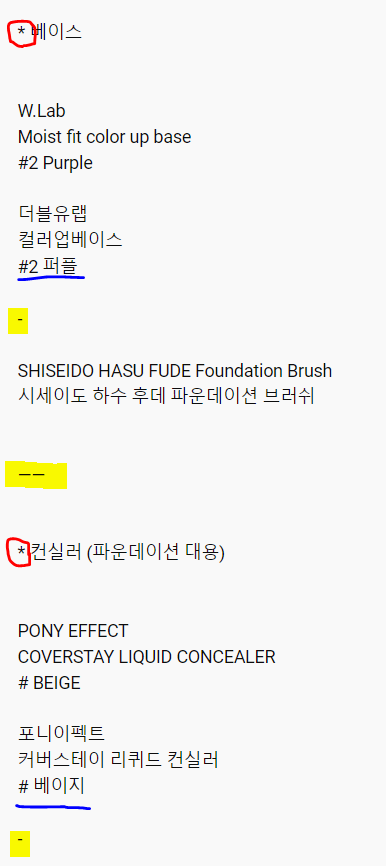 * 베이스
W.Lab
Moist fit color up base
#2 Purple
더블유랩
컬러업베이스
#2 퍼플
-
SHISEIDO HASU FUDE Foundation Brush
시세이도 하수 후데 파운데이션 브러쉬
ㅡㅡ
* 컨실러 (파운데이션 대용)
PONY EFFECT
COVERSTAY LIQUID CONCEALER
# BEIGE
포니이펙트
커버스테이 리퀴드 컨실러
# 베이지
-